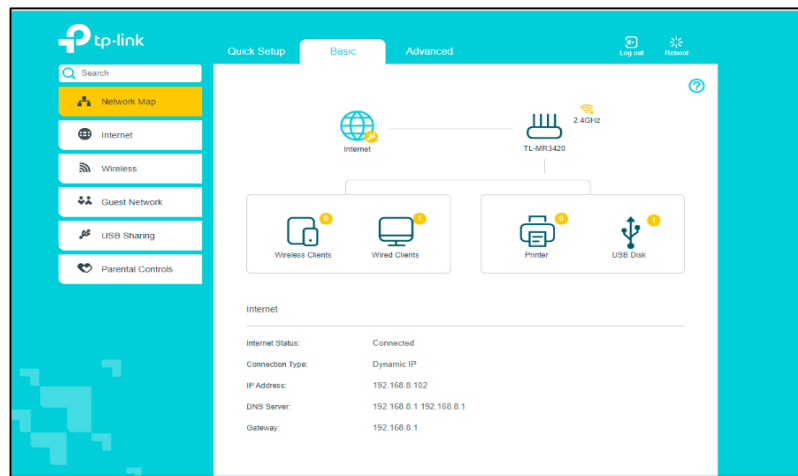 tp-link
Quick Setup Basic Advanced Log out Reboot
Search
Network Map
Internet
Wireless
Guest Network
USB Sharing
Parental Controls
?
2.4GHz
Internet TL-MR3420
0 1 0 1
Wireless Clients Wired Clients Printer USB Disk
Internet
Internet Status: Connected
Connection Type: Dynamic IP
IP Address: 192.168.8.102
DNS Server: 192.168.8.1 192.168.8.1
Gateway: 192.168.8.1